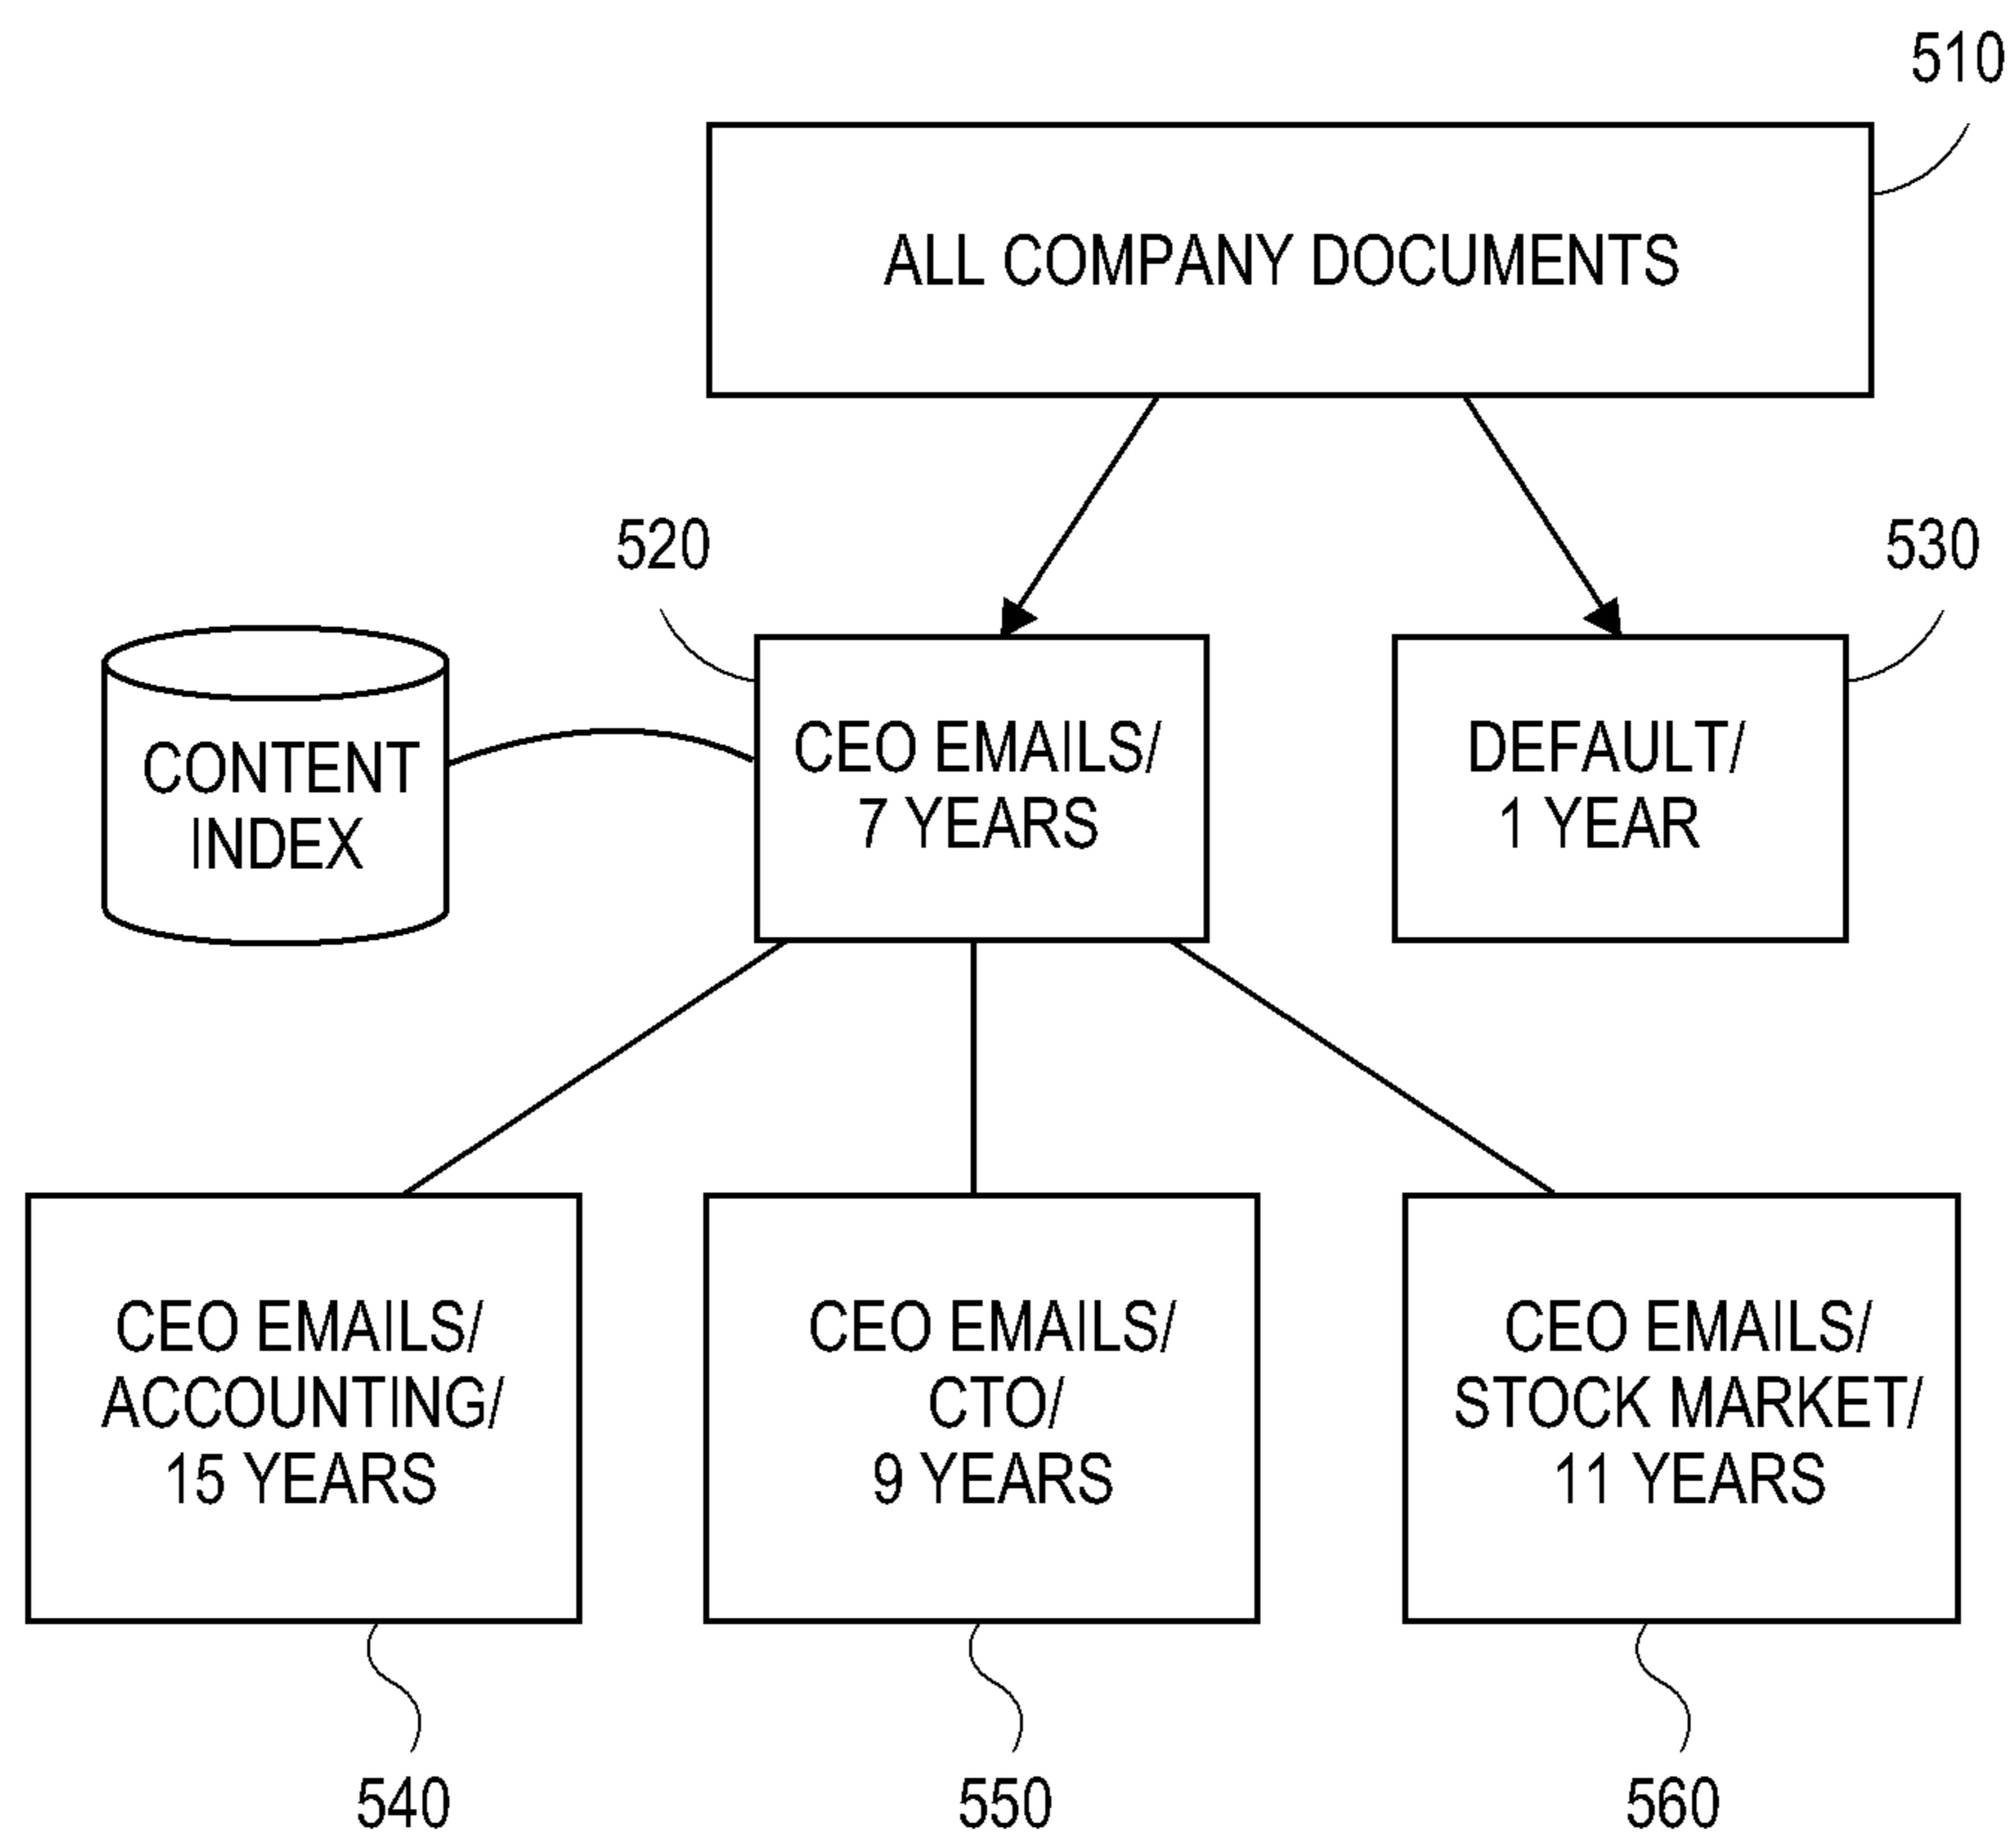 510
ALL COMPANY DOCUMENTS
520
530
CONTENT
INDEX
CEO EMAILS/
7 YEARS
DEFAULT/
1 YEAR
CEO EMAILS/
ACCOUNTING/
15 YEARS
CEO EMAILS/
CTO/
9 YEARS
CEO EMAILS/
STOCK MARKET/
11 YEARS
540
550
560